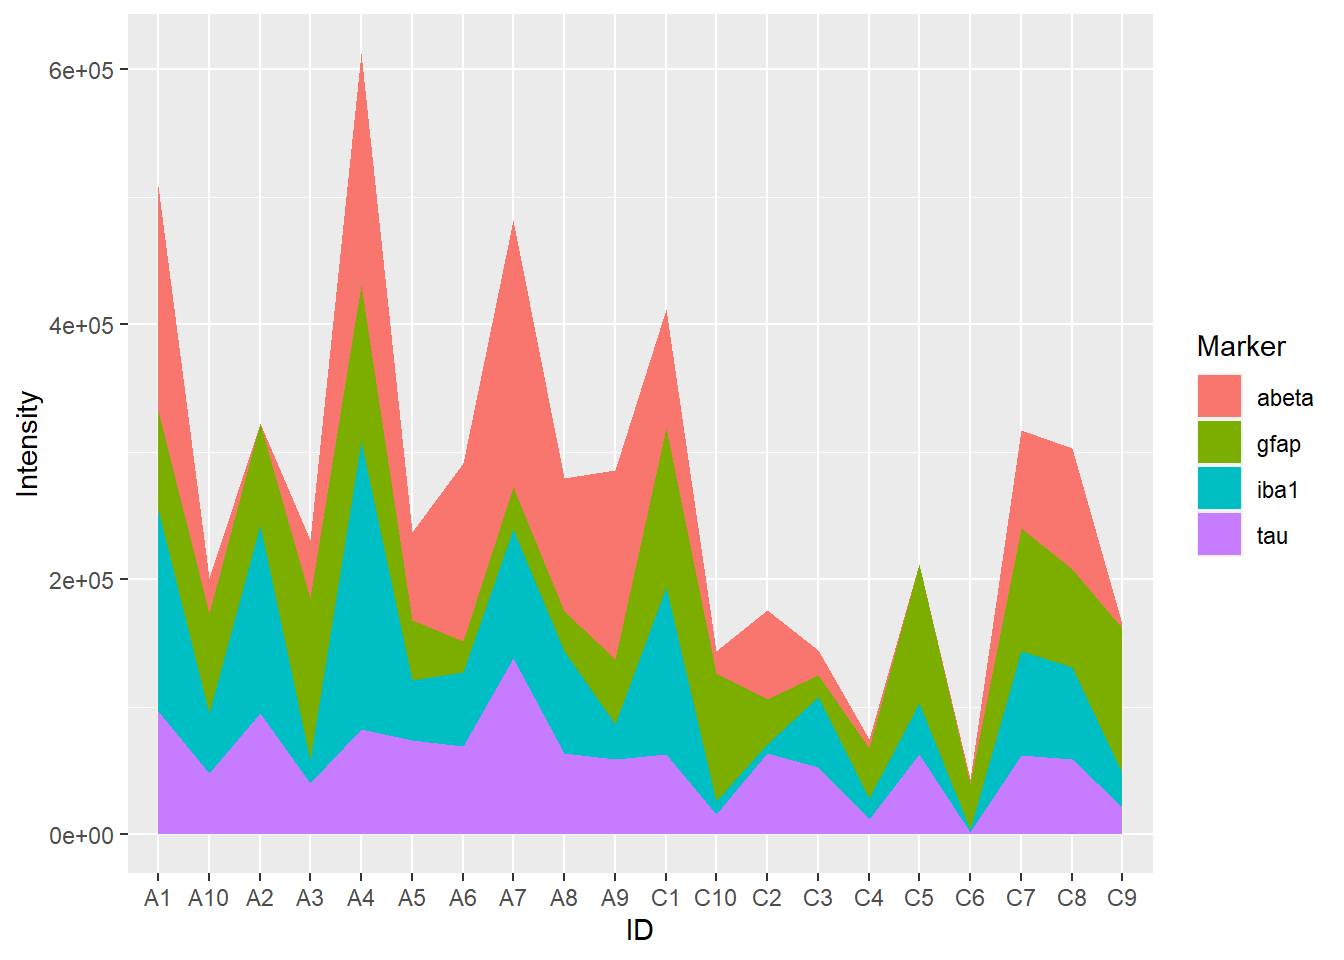 6e+05
4e+05
2e+05
0e+00
Intensity
A1 A10 A2 A3 A4 A5 A6 A7 A8 A9 C1 C10 C2 C3 C4 C5 C6 C7 C8 C9
ID
Marker
abeta
gfap
iba1
tau